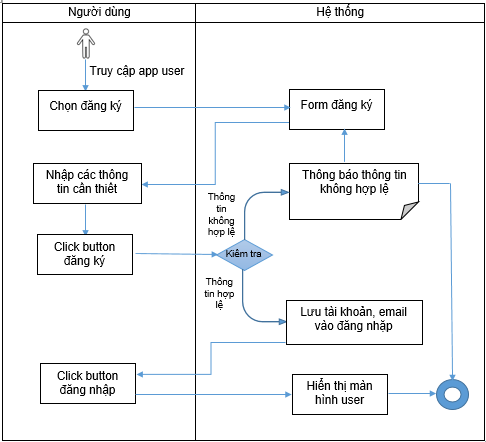 Người dùng
Hệ thống
Truy cập app user
Chọn đăng ký
Form đăng ký
Nhập các thông
tin cần thiết
Thông báo thông tin
không hợp lệ
Thông
tin
không
hợp lệ
Click button
đăng ký
Kiểm tra
Thông
tin hợp
lệ
Lưu tài khoản, email
vào đăng nhập
Click button
đăng nhập
Hiển thị màn
hình user